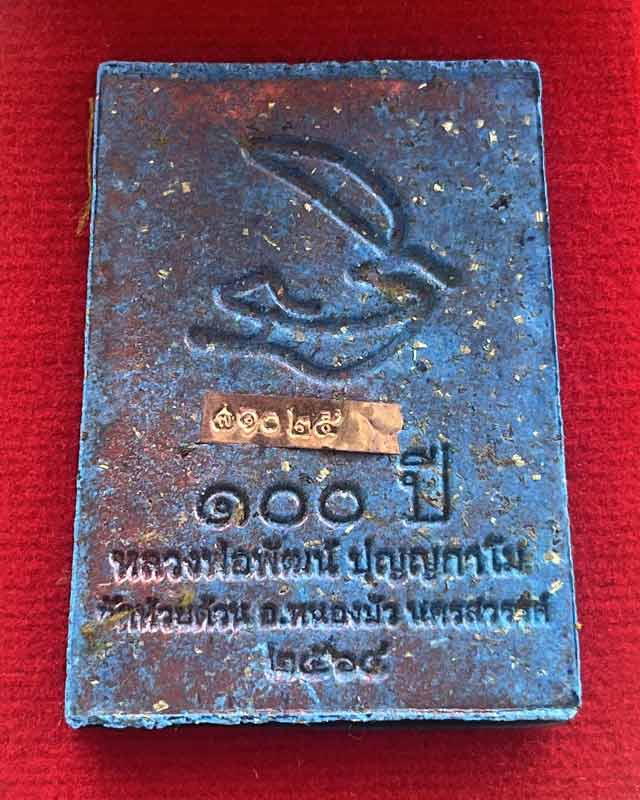 ๑๐๒๕
๑๐๐ ปี
หลวงพ่อพัฒน์ ปุญญกาโม
วัดห้วยด้วน อ.หนองบัว นครสวรรค์
๒๕๖๔